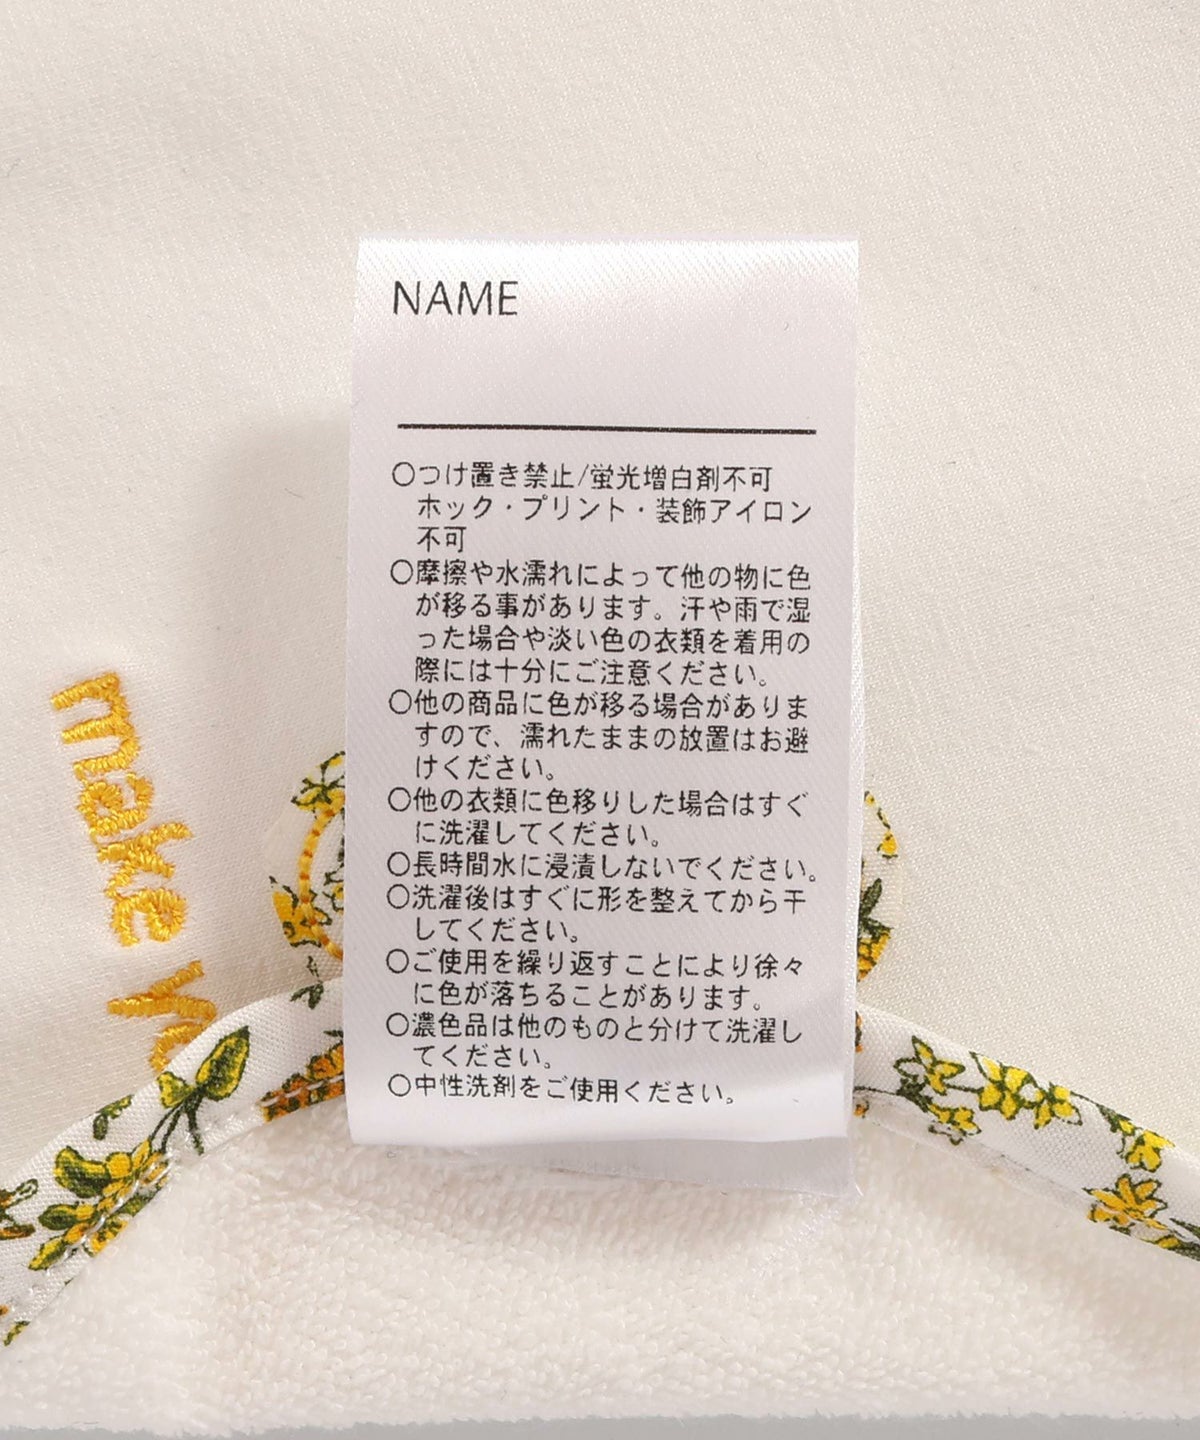 NAME
○つけ置き禁止/蛍光増白剤不可
ホック・プリント・装飾アイロン
不可
○摩擦や水濡れによって他の物に色
が移る事があります。汗や雨で湿
った場合や淡い色の衣類を着用の
際には十分にご注意ください。
○他の商品に色が移る場合がありま
すので、濡れたままの放置はお避
けください。
○他の衣類に色移りした場合はすぐ
に洗濯してください。
○長時間水に浸漬しないでください。
○洗濯後はすぐに形を整えてから干
してください。
○ご使用を繰り返すことにより徐々
に色が落ちることがあります。
○濃色品は他のものと分けて洗濯し
てください。
○中性洗剤をご使用ください。
make